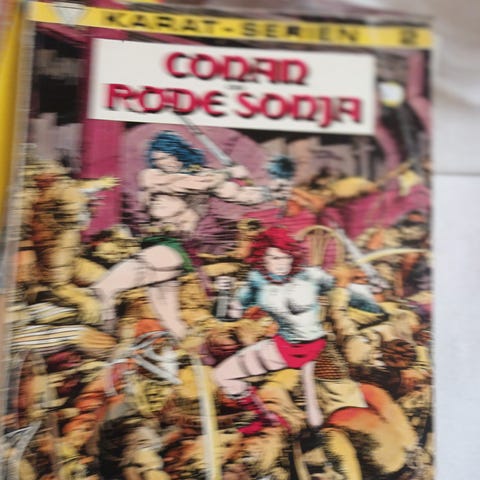 KARAT-SERIEN 2
CONAN
RØDE SONJA